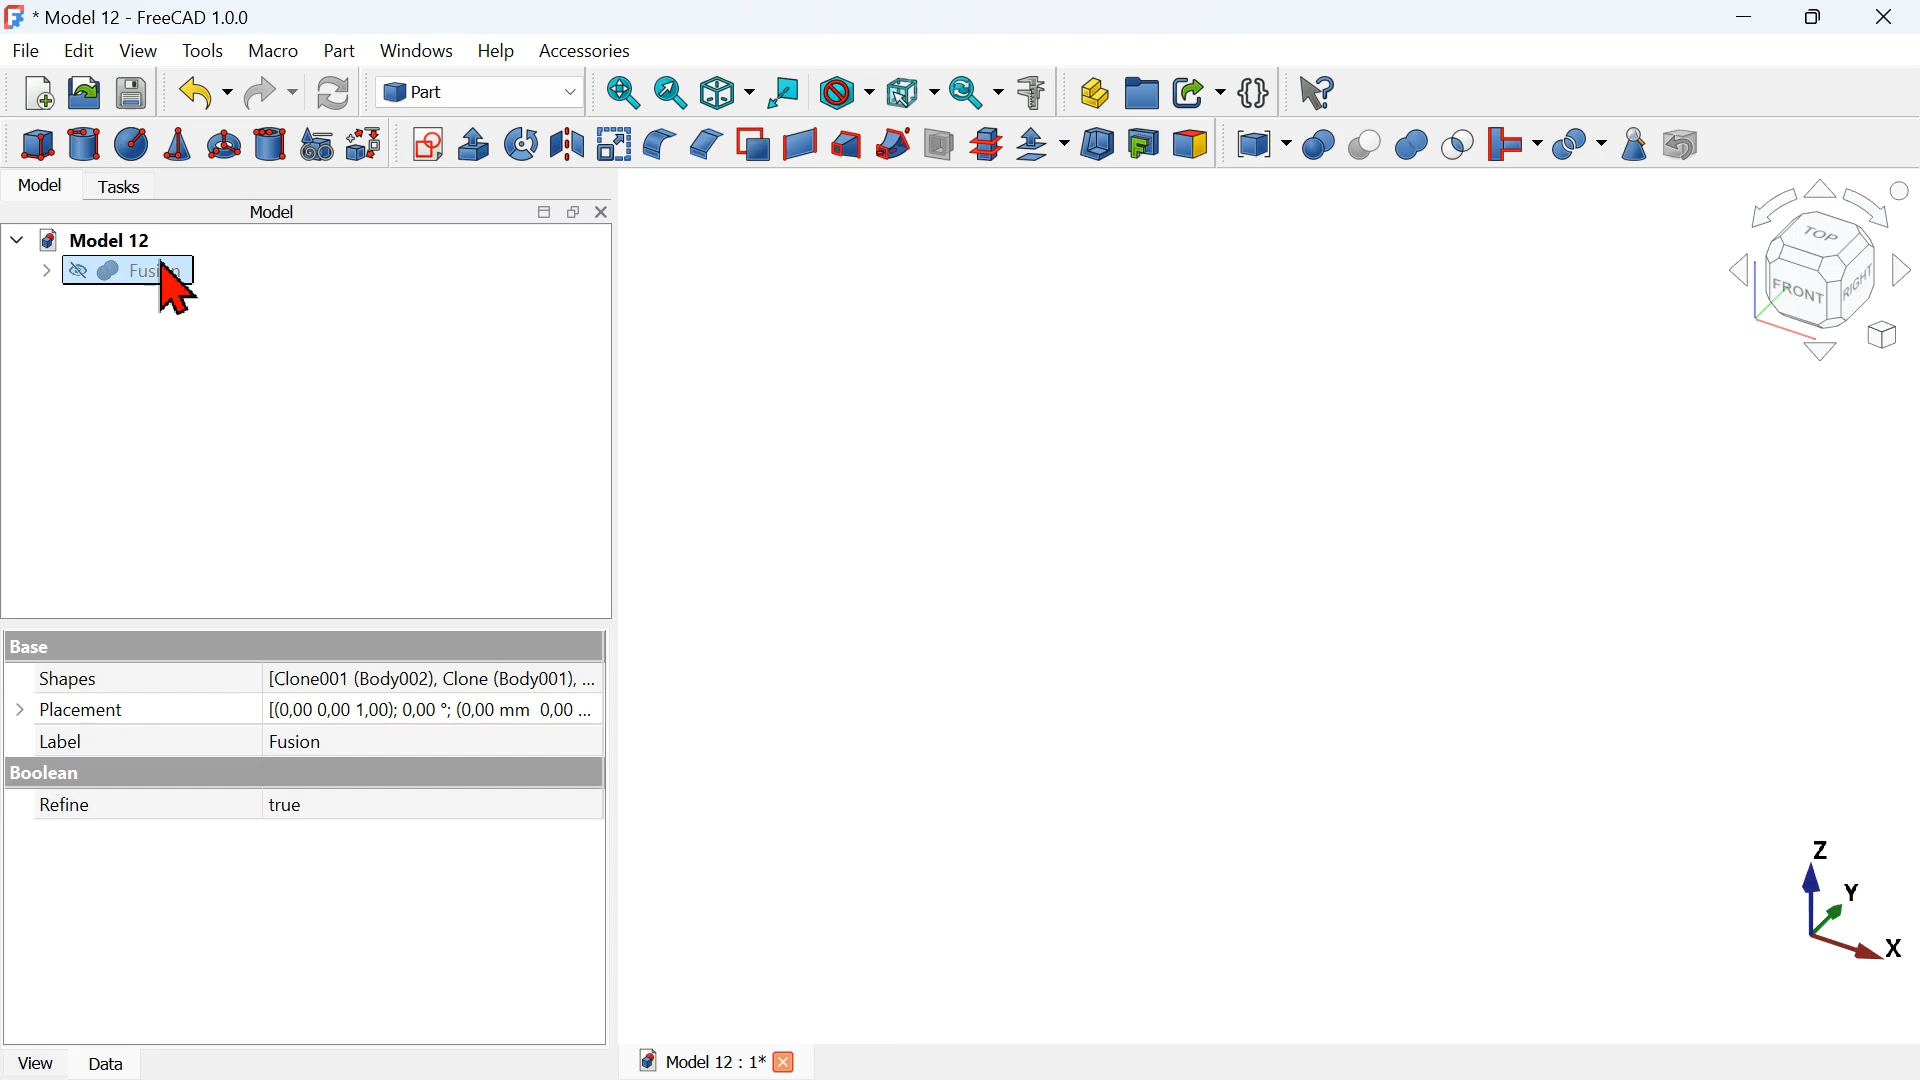 * Model 12 - FreeCAD 1.0.0
File Edit View Tools Macro Part Windows Help Accessories
Part
Model Tasks
Model
Model 12
Fusion
TOP
FRONT RIGHT
Base
Shapes [Clone001 (Body002), Clone (Body001), ...
Placement [(0,00 0,00 1,00); 0,00 °; (0,00 mm 0,00 ...
Label Fusion
Boolean
Refine true
Z
Y
X
View Data
Model 12 : 1*